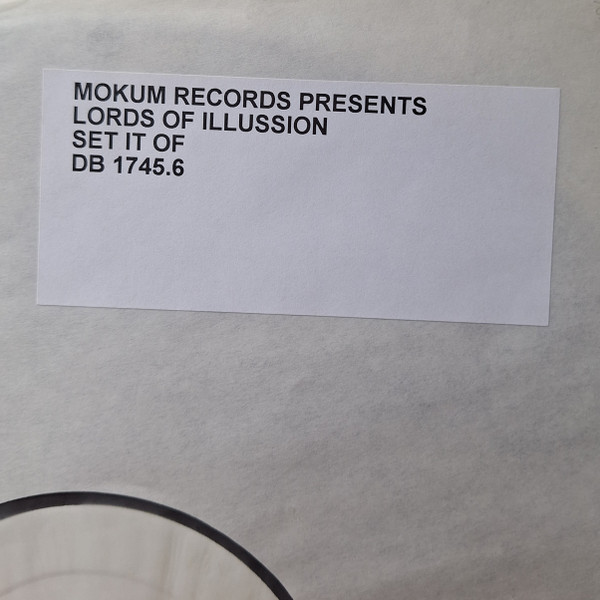 MOKUM RECORDS PRESENTS
LORDS OF ILLUSSION
SET IT OF
DB 1745.6